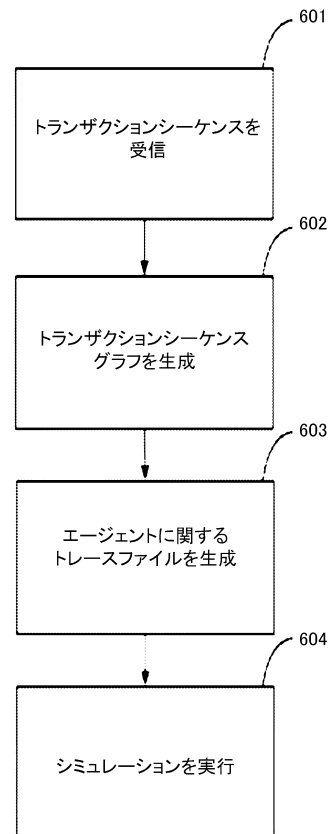 601
トランザクションシーケンスを
受信
602
トランザクションシーケンス
グラフを生成
603
エージェントに関する
トレースファイルを生成
604
シミュレーションを実行